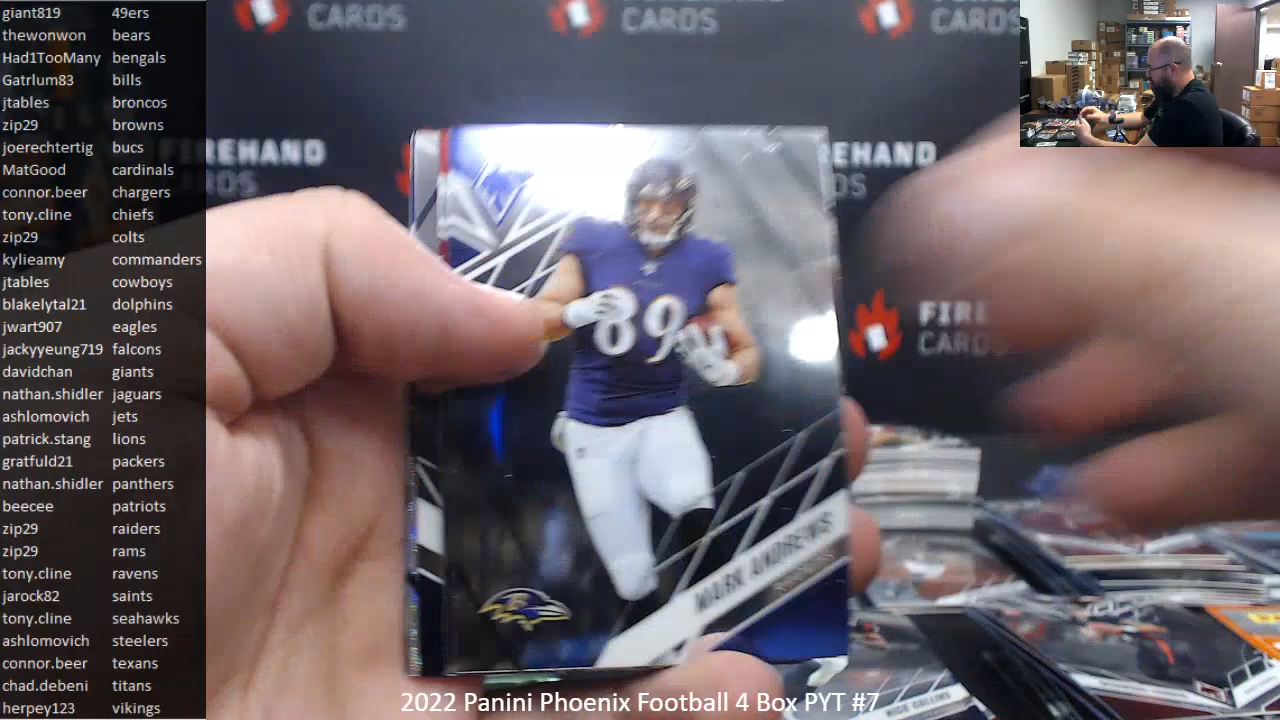 giant819 49ers
thewonwon bears
Had1TooMany bengals
Gatrlum83 bills
jtables broncos
zip29 browns
joerechtertig bucs
MatGood cardinals
connor.beer chargers
tony.cline chiefs
zip29 colts
kylieamy commanders
jtables cowboys
blakelytal21 dolphins
jwart907 eagles
jackyyeung719 falcons
davidchan giants
nathan.shidler jaguars
ashlomovich jets
patrick.stang lions
gratfuld21 packers
nathan.shidler panthers
beecee patriots
zip29 raiders
zip29 rams
tony.cline ravens
jarock82 saints
tony.cline seahawks
ashlomovich steelers
connor.beer texans
chad.debeni titans
herpey123 vikings
CARDS
CARDS
CARDS
FIREHAND
CARDS
EHAND
DS
FIRE
CARDS
89
MARK ANDREWS
2022 Panini Phoenix Football 4 Box PYT #7